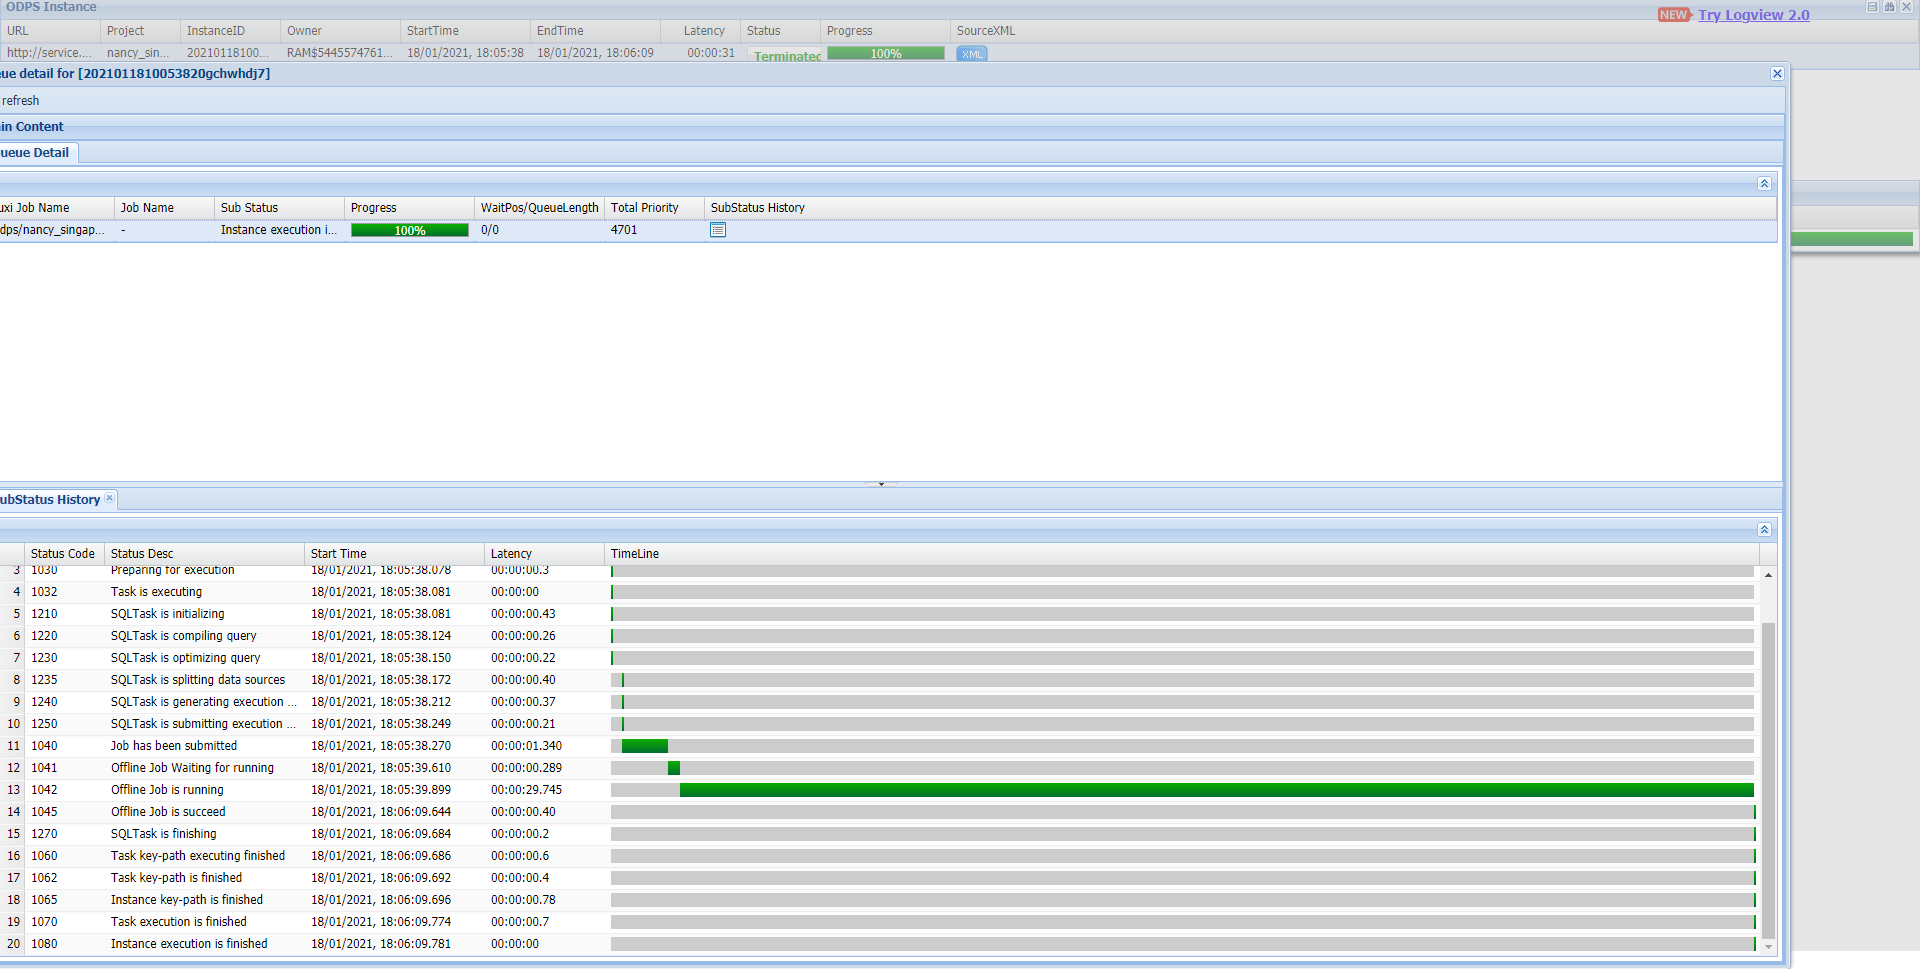 ODPS Instance
NEW Try Logview 2.0
URL Project InstanceID Owner StartTime EndTime Latency Status Progress SourceXML
http://service.... nancy_sin... 20210118100... RAM$5445574761... 18/01/2021, 18:05:38 18/01/2021, 18:06:09 00:00:31 Terminated 100% XML
eue detail for [2021011810053820gchwhdj7]
refresh
in Content
ueue Detail
uxi Job Name Job Name Sub Status Progress WaitPos/QueueLength Total Priority SubStatus History
dps/nancy_singap... - Instance execution i... 100% 0/0 4701
ubStatus History
Status Code Status Desc Start Time Latency TimeLine
3 1030 Preparing for execution 18/01/2021, 18:05:38.078 00:00:00.3
4 1032 Task is executing 18/01/2021, 18:05:38.081 00:00:00
5 1210 SQLTask is initializing 18/01/2021, 18:05:38.081 00:00:00.43
6 1220 SQLTask is compiling query 18/01/2021, 18:05:38.124 00:00:00.26
7 1230 SQLTask is optimizing query 18/01/2021, 18:05:38.150 00:00:00.22
8 1235 SQLTask is splitting data sources 18/01/2021, 18:05:38.172 00:00:00.40
9 1240 SQLTask is generating execution ... 18/01/2021, 18:05:38.212 00:00:00.37
10 1250 SQLTask is submitting execution ... 18/01/2021, 18:05:38.249 00:00:00.21
11 1040 Job has been submitted 18/01/2021, 18:05:38.270 00:00:01.340
12 1041 Offline Job Waiting for running 18/01/2021, 18:05:39.610 00:00:00.289
13 1042 Offline Job is running 18/01/2021, 18:05:39.899 00:00:29.745
14 1045 Offline Job is succeed 18/01/2021, 18:06:09.644 00:00:00.40
15 1270 SQLTask is finishing 18/01/2021, 18:06:09.684 00:00:00.2
16 1060 Task key-path executing finished 18/01/2021, 18:06:09.686 00:00:00.6
17 1062 Task key-path is finished 18/01/2021, 18:06:09.692 00:00:00.4
18 1065 Instance key-path is finished 18/01/2021, 18:06:09.696 00:00:00.78
19 1070 Task execution is finished 18/01/2021, 18:06:09.774 00:00:00.7
20 1080 Instance execution is finished 18/01/2021, 18:06:09.781 00:00:00